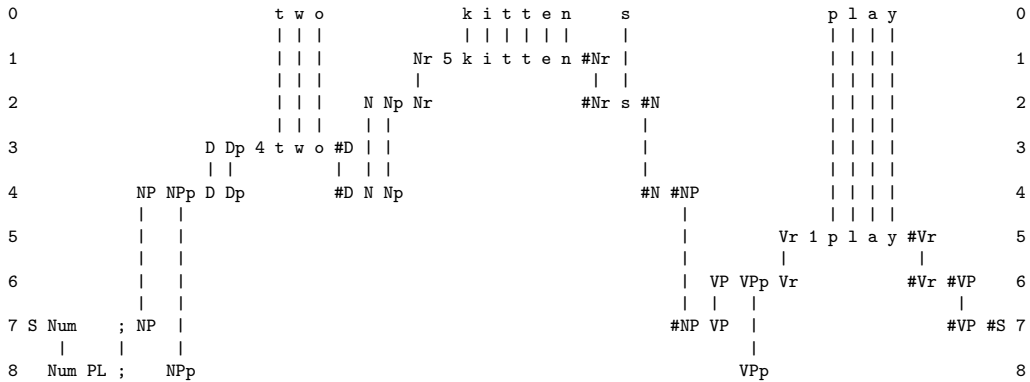 0 t w o k i t t e n s p l a y 0
| | | | | | | | | | | | | |
1 | | | Nr 5 k i t t e n #Nr | | | | | 1
| | | | | | | | | |
2 | | | N Np Nr #Nr s #N | | | | 2
| | | | | | | | | |
3 D Dp 4 t w o #D | | | | | | | 3
| | | | | | | | | |
4 NP NPp D Dp #D N Np #N #NP | | | | 4
| | | | | | |
5 | | | Vr 1 p l a y #Vr 5
| | | | |
6 | | | VP VPp Vr #Vr #VP 6
| | | | | |
7 S Num ; NP | #NP VP | #VP #S 7
| | | |
8 Num PL ; NPp VPp 8